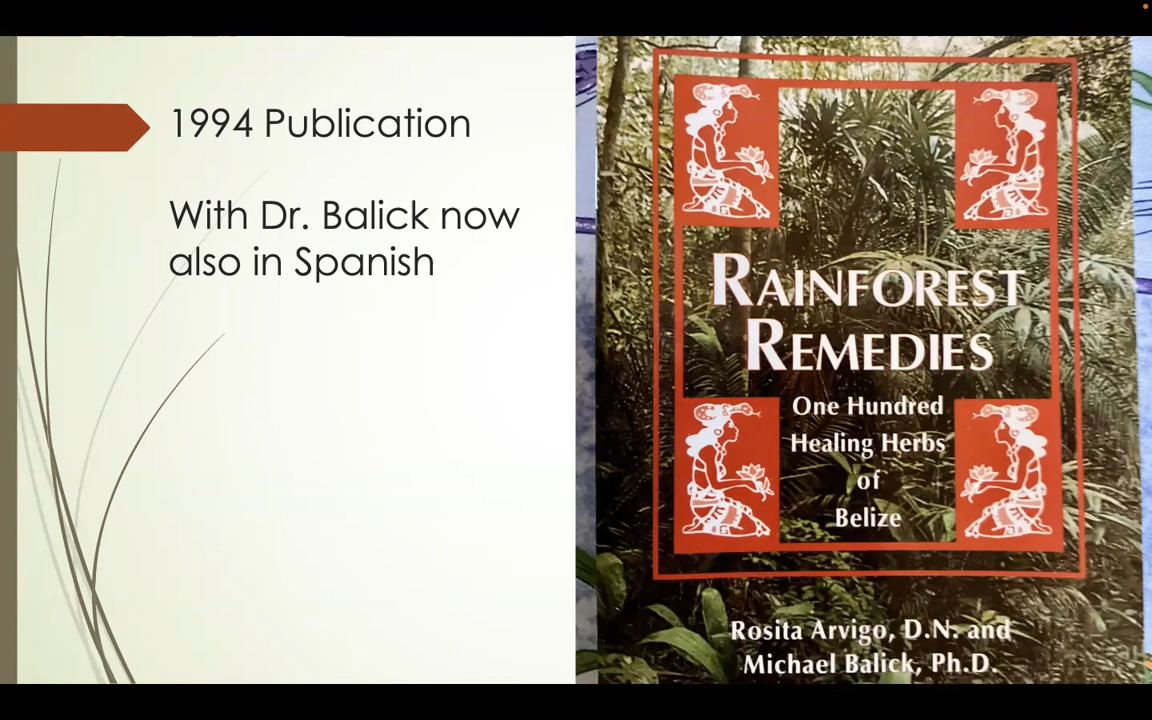 1994 Publication
With Dr. Balick now
also in Spanish
RAINFOREST
REMEDIES
One Hundred
Healing Herbs
of
Belize
Rosita Arvigo, D.N. and
Michael Balick, Ph.D.